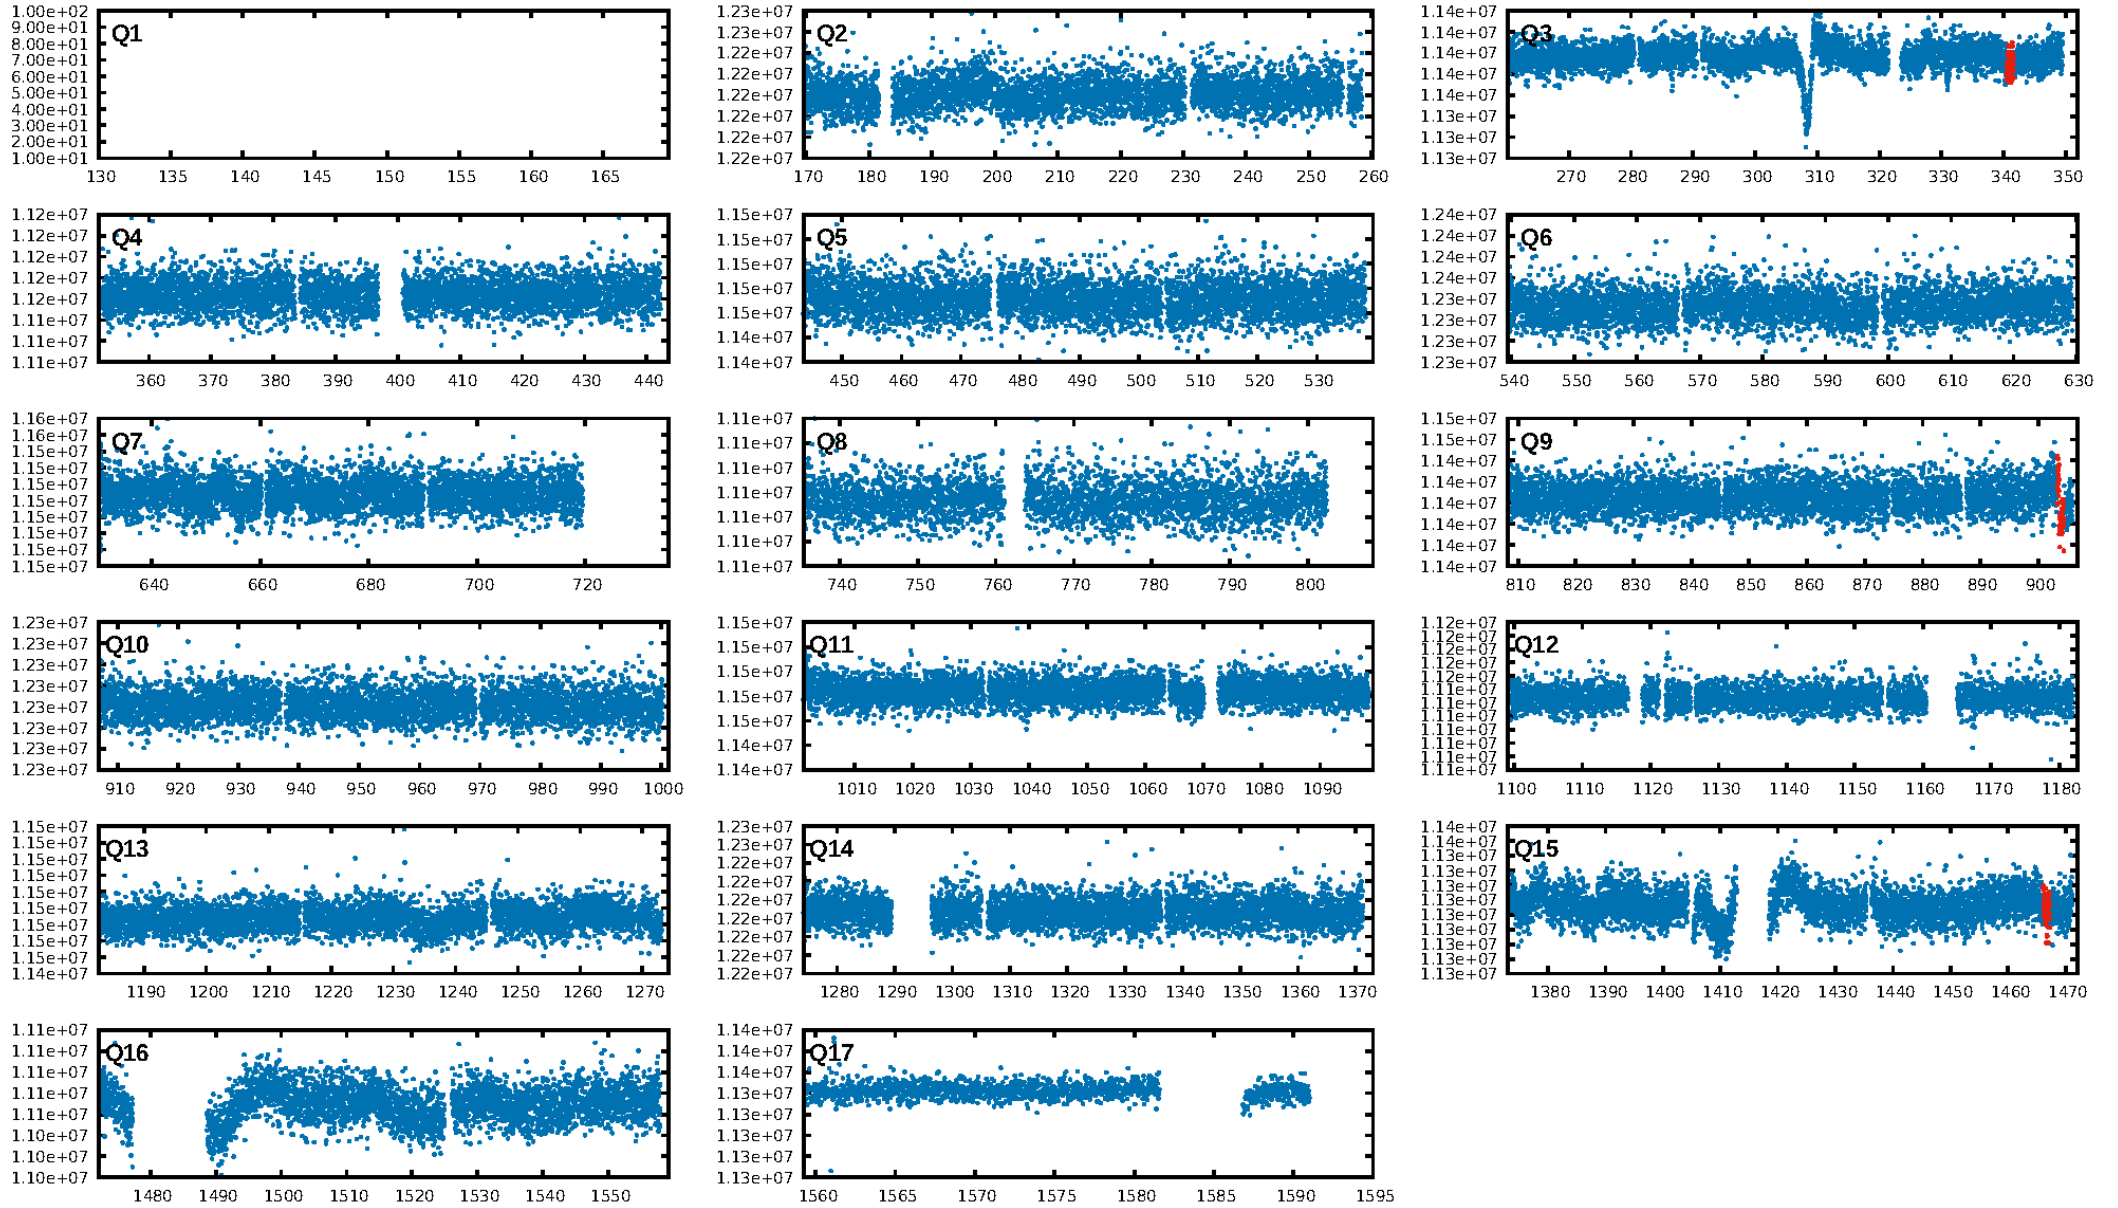 Q1
1.00e+02
9.00e+01
8.00e+01
7.00e+01
6.00e+01
5.00e+01
4.00e+01
3.00e+01
2.00e+01
1.00e+01
130 135 140 145 150 155 160 165
Q2
1.23e+07
1.23e+07
1.22e+07
1.22e+07
1.22e+07
1.22e+07
1.22e+07
1.22e+07
170 180 190 200 210 220 230 240 250 260
Q3
1.14e+07
1.14e+07
1.14e+07
1.14e+07
1.14e+07
1.13e+07
1.13e+07
1.13e+07
270 280 290 300 310 320 330 340 350
Q4
1.12e+07
1.12e+07
1.12e+07
1.12e+07
1.12e+07
1.11e+07
1.11e+07
1.11e+07
360 370 380 390 400 410 420 430 440
Q5
1.15e+07
1.15e+07
1.15e+07
1.15e+07
1.15e+07
1.14e+07
1.14e+07
450 460 470 480 490 500 510 520 530
Q6
1.24e+07
1.24e+07
1.24e+07
1.24e+07
1.23e+07
1.23e+07
1.23e+07
1.23e+07
540 550 560 570 580 590 600 610 620 630
Q7
1.16e+07
1.16e+07
1.15e+07
1.15e+07
1.15e+07
1.15e+07
1.15e+07
1.15e+07
1.15e+07
1.15e+07
640 660 680 700 720
Q8
1.11e+07
1.11e+07
1.11e+07
1.11e+07
1.11e+07
1.11e+07
1.11e+07
740 750 760 770 780 790 800
Q9
1.15e+07
1.15e+07
1.14e+07
1.14e+07
1.14e+07
1.14e+07
1.14e+07
1.14e+07
810 820 830 840 850 860 870 880 890 900
Q10
1.23e+07
1.23e+07
1.23e+07
1.23e+07
1.23e+07
1.23e+07
1.23e+07
1.23e+07
910 920 930 940 950 960 970 980 990 1000
Q11
1.15e+07
1.15e+07
1.15e+07
1.15e+07
1.15e+07
1.14e+07
1.14e+07
1010 1020 1030 1040 1050 1060 1070 1080 1090
Q12
1.12e+07
1.12e+07
1.12e+07
1.12e+07
1.12e+07
1.11e+07
1.11e+07
1.11e+07
1.11e+07
1.11e+07
1.11e+07
1.11e+07
1100 1110 1120 1130 1140 1150 1160 1170 1180
Q13
1.15e+07
1.15e+07
1.15e+07
1.15e+07
1.15e+07
1.15e+07
1.15e+07
1.15e+07
1.15e+07
1.14e+07
1190 1200 1210 1220 1230 1240 1250 1260 1270
Q14
1.23e+07
1.23e+07
1.22e+07
1.22e+07
1.22e+07
1.22e+07
1.22e+07
1.22e+07
1.22e+07
1280 1290 1300 1310 1320 1330 1340 1350 1360 1370
Q15
1.14e+07
1.14e+07
1.13e+07
1.13e+07
1.13e+07
1.13e+07
1.13e+07
1.13e+07
1.13e+07
1.13e+07
1.13e+07
1380 1390 1400 1410 1420 1430 1440 1450 1460 1470
Q16
1.11e+07
1.11e+07
1.11e+07
1.11e+07
1.11e+07
1.10e+07
1.10e+07
1.10e+07
1480 1490 1500 1510 1520 1530 1540 1550
Q17
1.14e+07
1.14e+07
1.13e+07
1.13e+07
1.13e+07
1.13e+07
1.13e+07
1.13e+07
1560 1565 1570 1575 1580 1585 1590 1595